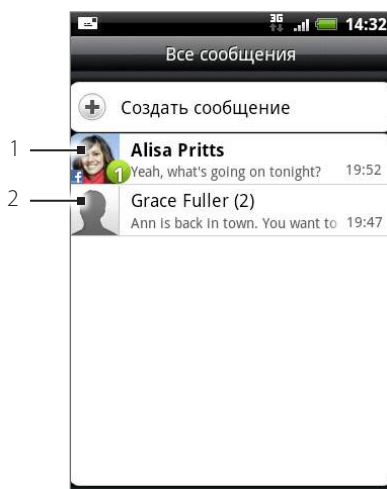 3G 14:32
Все сообщения
Создать сообщение
1 Alisa Pritts
1 Yeah, what's going on tonight? 19:52
2 Grace Fuller (2)
Ann is back in town. You want to 19:47